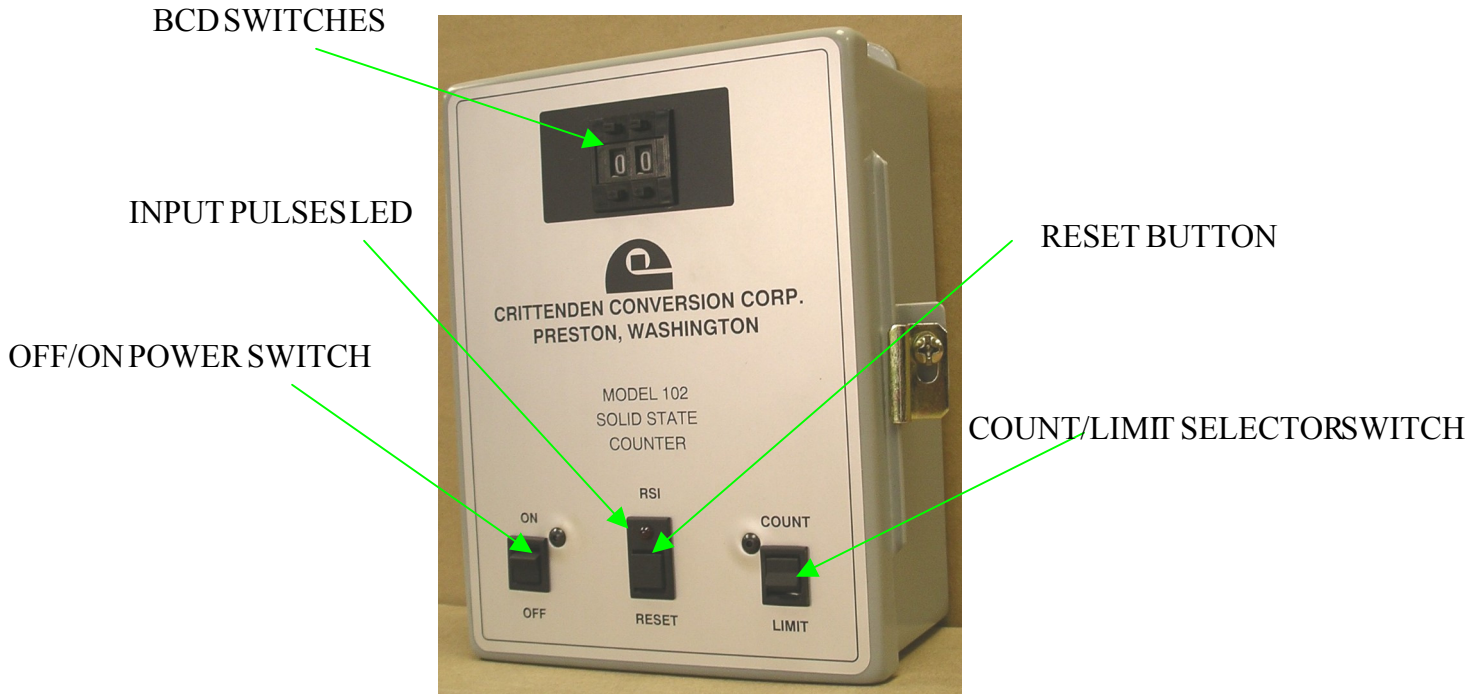 BCD SWITCHES
INPUT PULSES LED
RESET BUTTON
OFF/ON POWER SWITCH
COUNT/LIMIT SELECTOR SWITCH
00
CRITTENDEN CONVERSION CORP.
PRESTON, WASHINGTON
MODEL 102
SOLID STATE
COUNTER
RSI
ON
COUNT
OFF
RESET
LIMIT